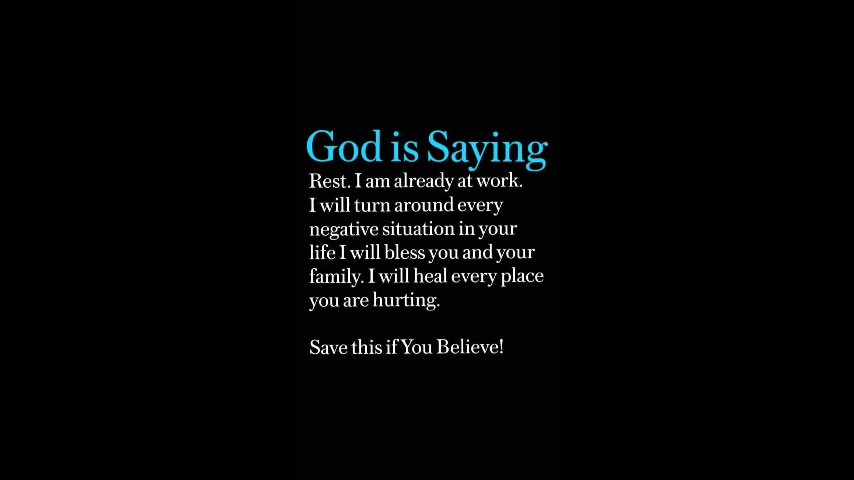 God is Saying
Rest. I am already at work.
I will turn around every
negative situation in your
life I will bless you and your
family. I will heal every place
you are hurting.
Save this if You Believe!